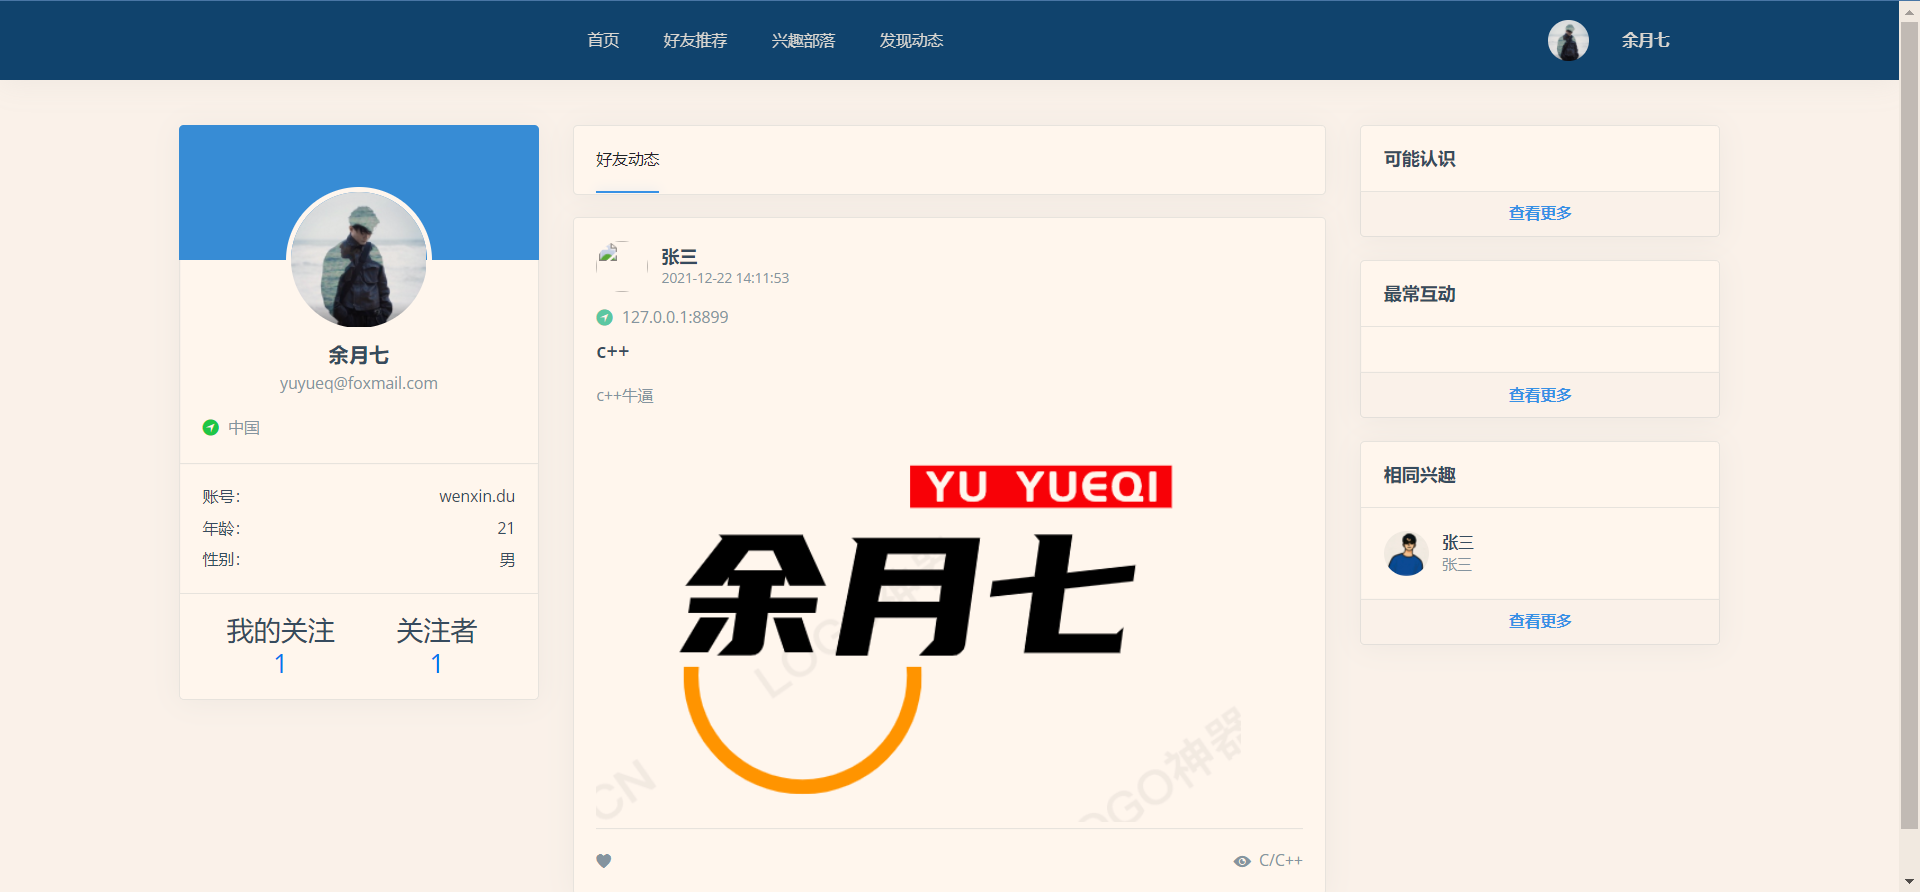 首页 好友推荐 兴趣部落 发现动态 余月七
余月七
yuyueq@foxmail.com
中国
账号： wenxin.du
年龄： 21
性别： 男
我的关注 关注者
1 1
好友动态
张三
2021-12-22 14:11:53
127.0.0.1:8899
c++
c++牛逼
YU YUEQI
余月七
LOGO神器
CN
OGO神器
C/C++
可能认识
查看更多
最常互动
查看更多
相同兴趣
张三
张三
查看更多